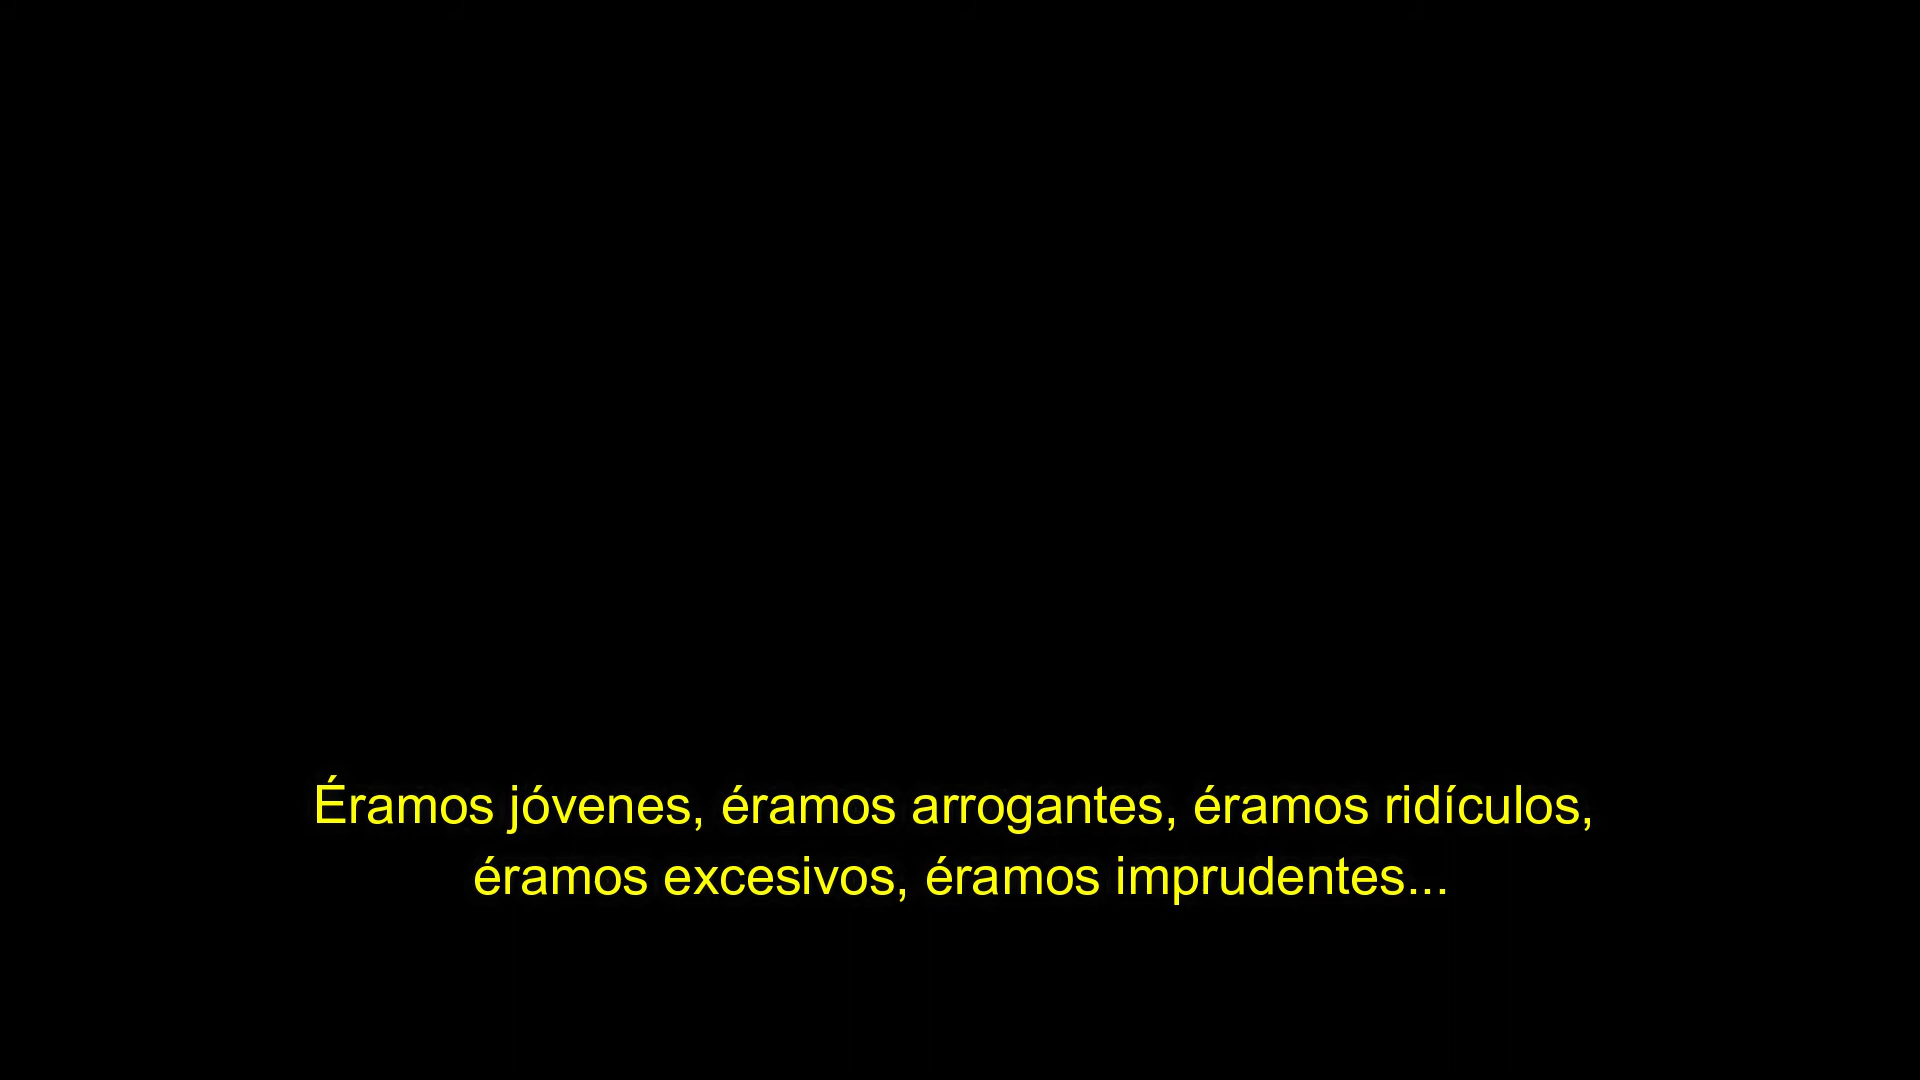 Éramos jóvenes, éramos arrogantes, éramos ridículos,
éramos excesivos, éramos imprudentes...